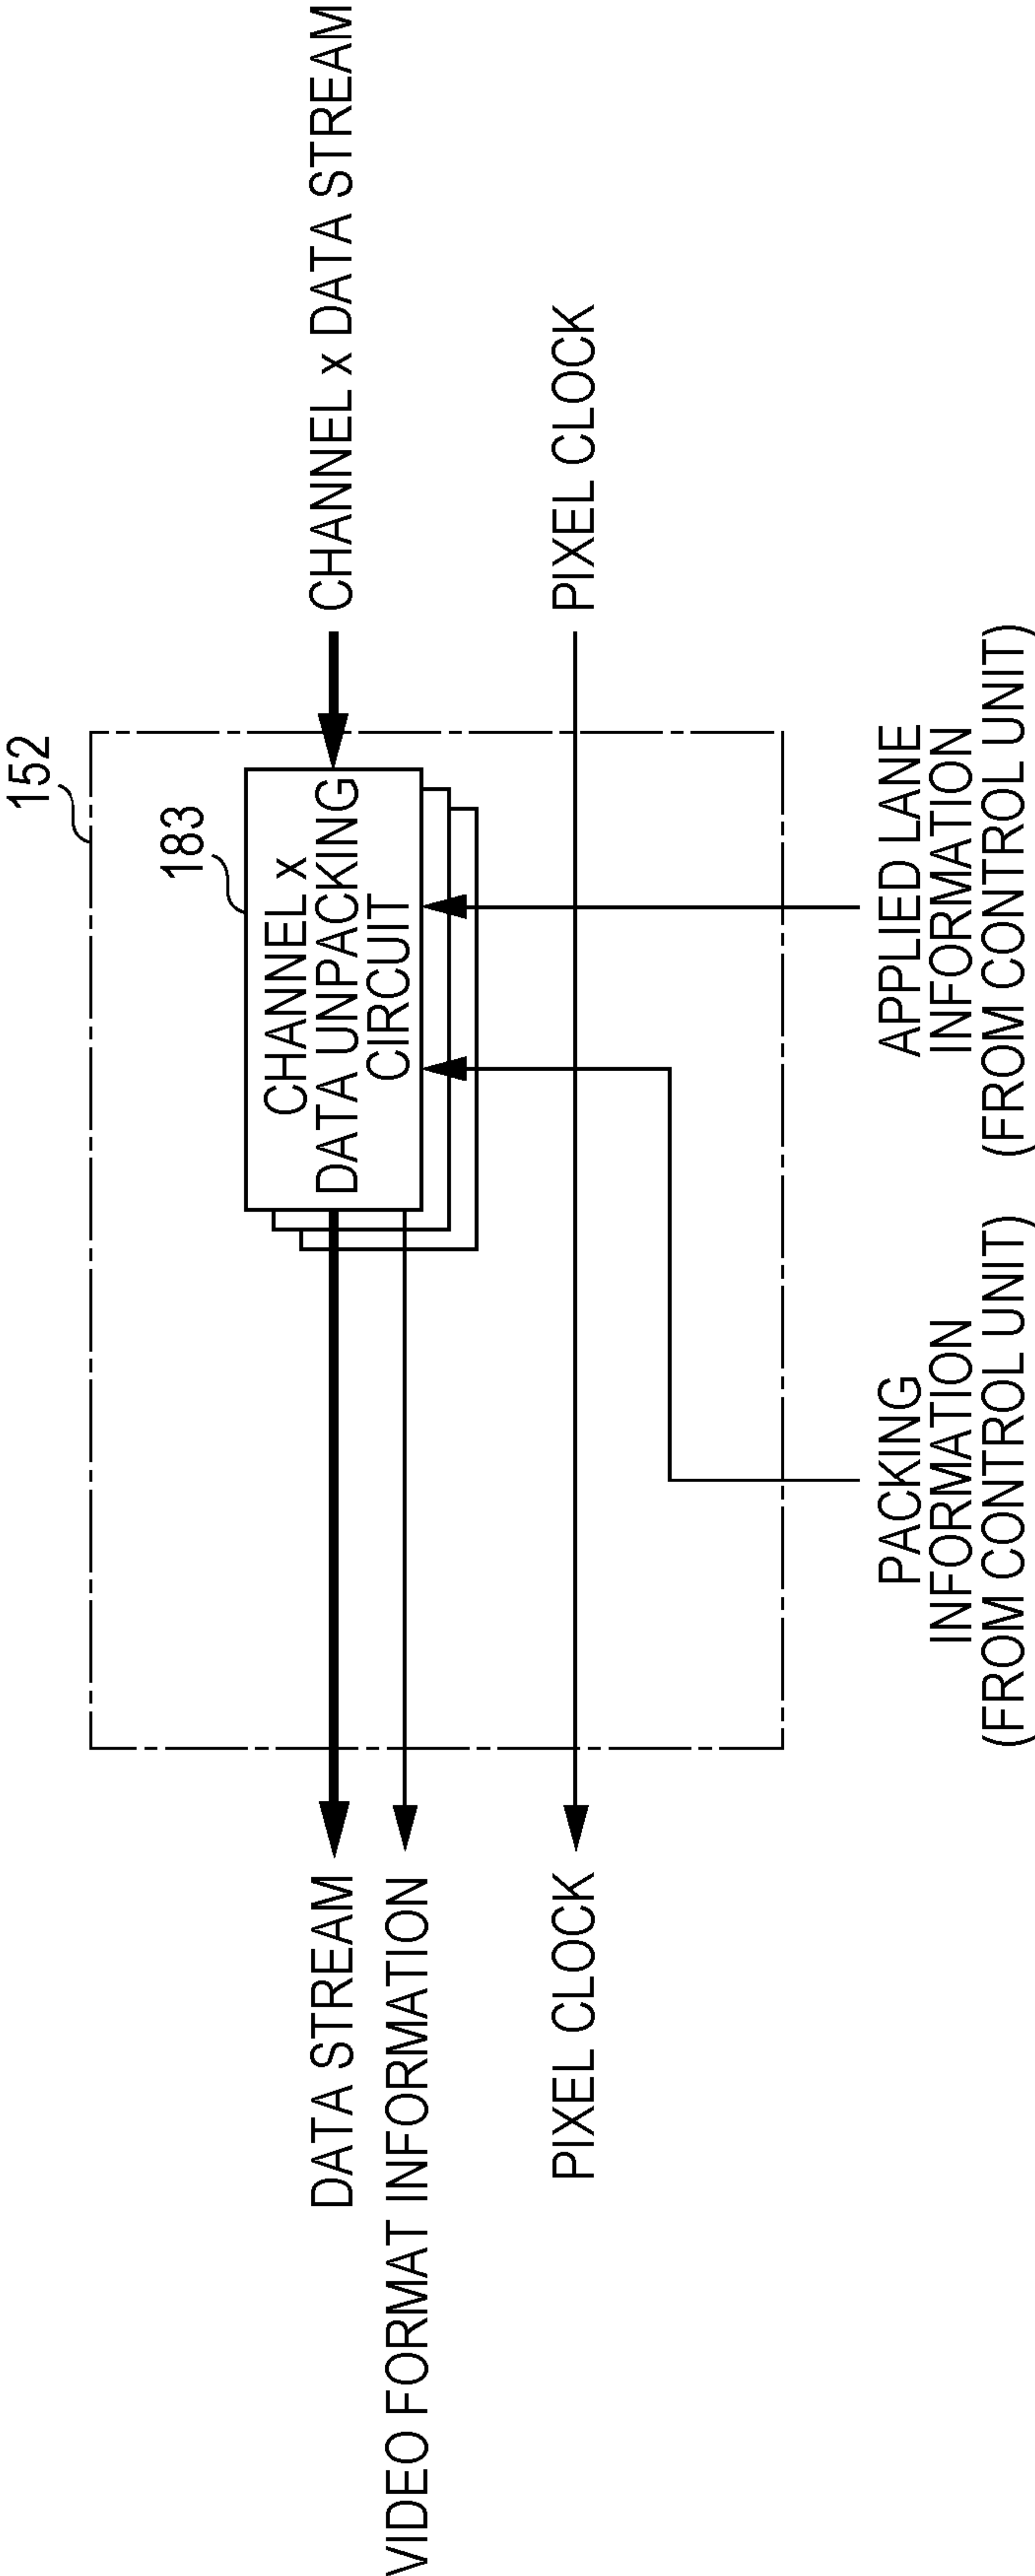 152
183
CHANNEL x
DATA UNPACKING
CIRCUIT
DATA STREAM
VIDEO FORMAT INFORMATION
PIXEL CLOCK
CHANNEL x DATA STREAM
PIXEL CLOCK
PACKING
INFORMATION
(FROM CONTROL UNIT)
APPLIED LANE
INFORMATION
(FROM CONTROL UNIT)